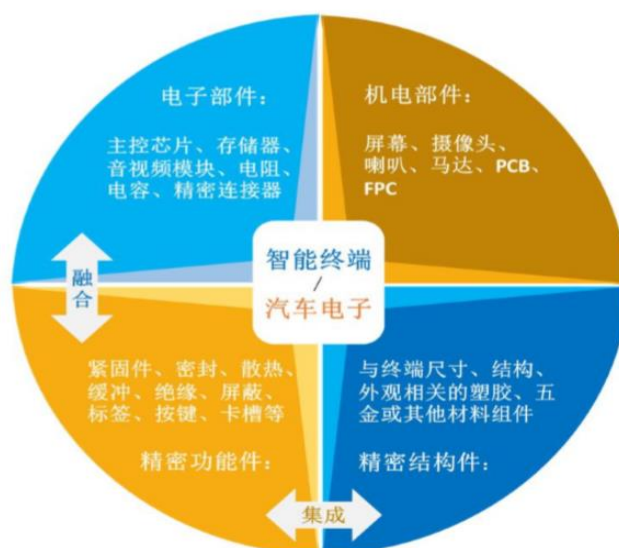 电子部件：
主控芯片、存储器、
音视频模块、电阻、
电容、精密连接器
机电部件：
屏幕、摄像头、
喇叭、马达、PCB、
FPC
智能终端
/
汽车电子
融合
紧固件、密封、散热、
缓冲、绝缘、屏蔽、
标签、按键、卡槽等
精密功能件：
与终端尺寸、结构、
外观相关的塑胶、五
金或其他材料组件
精密结构件：
集成